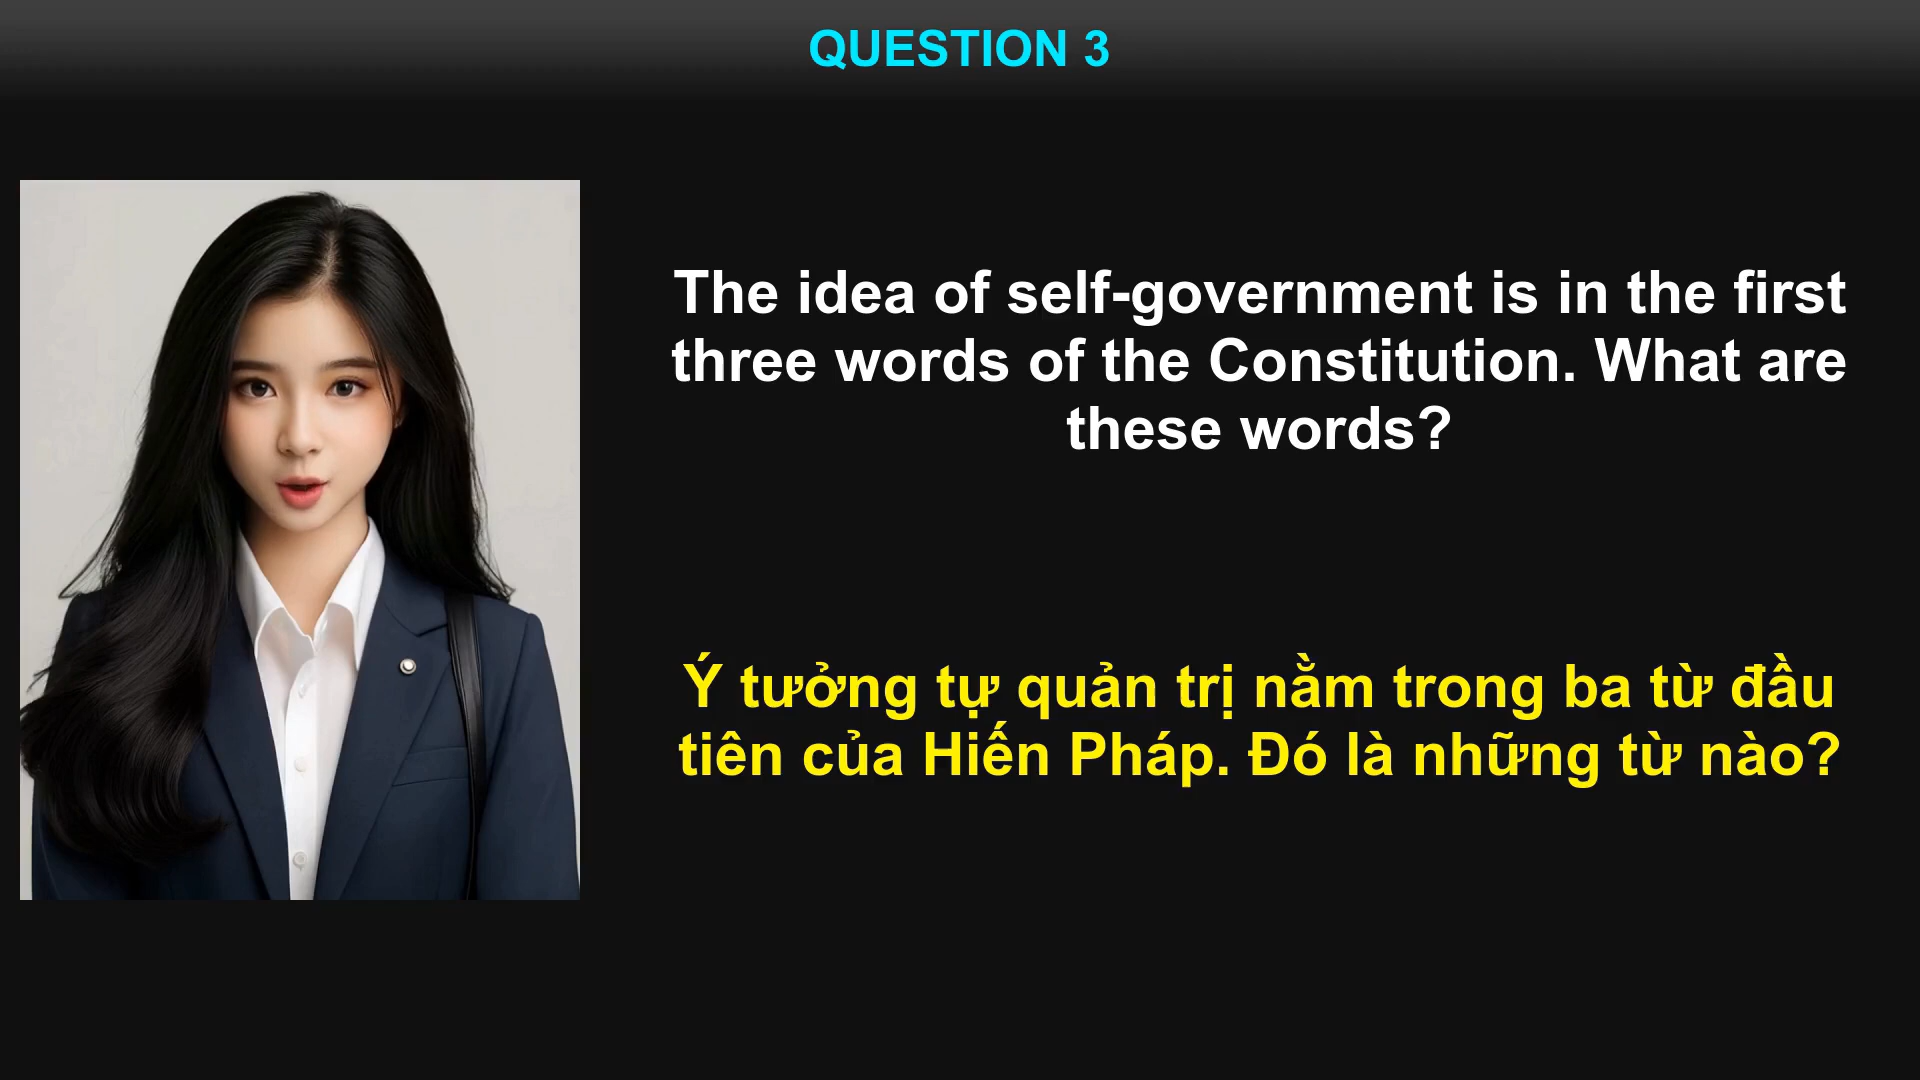 QUESTION 3
The idea of self-government is in the first
three words of the Constitution. What are
these words?
Ý tưởng tự quản trị nằm trong ba từ đầu
tiên của Hiến Pháp. Đó là những từ nào?